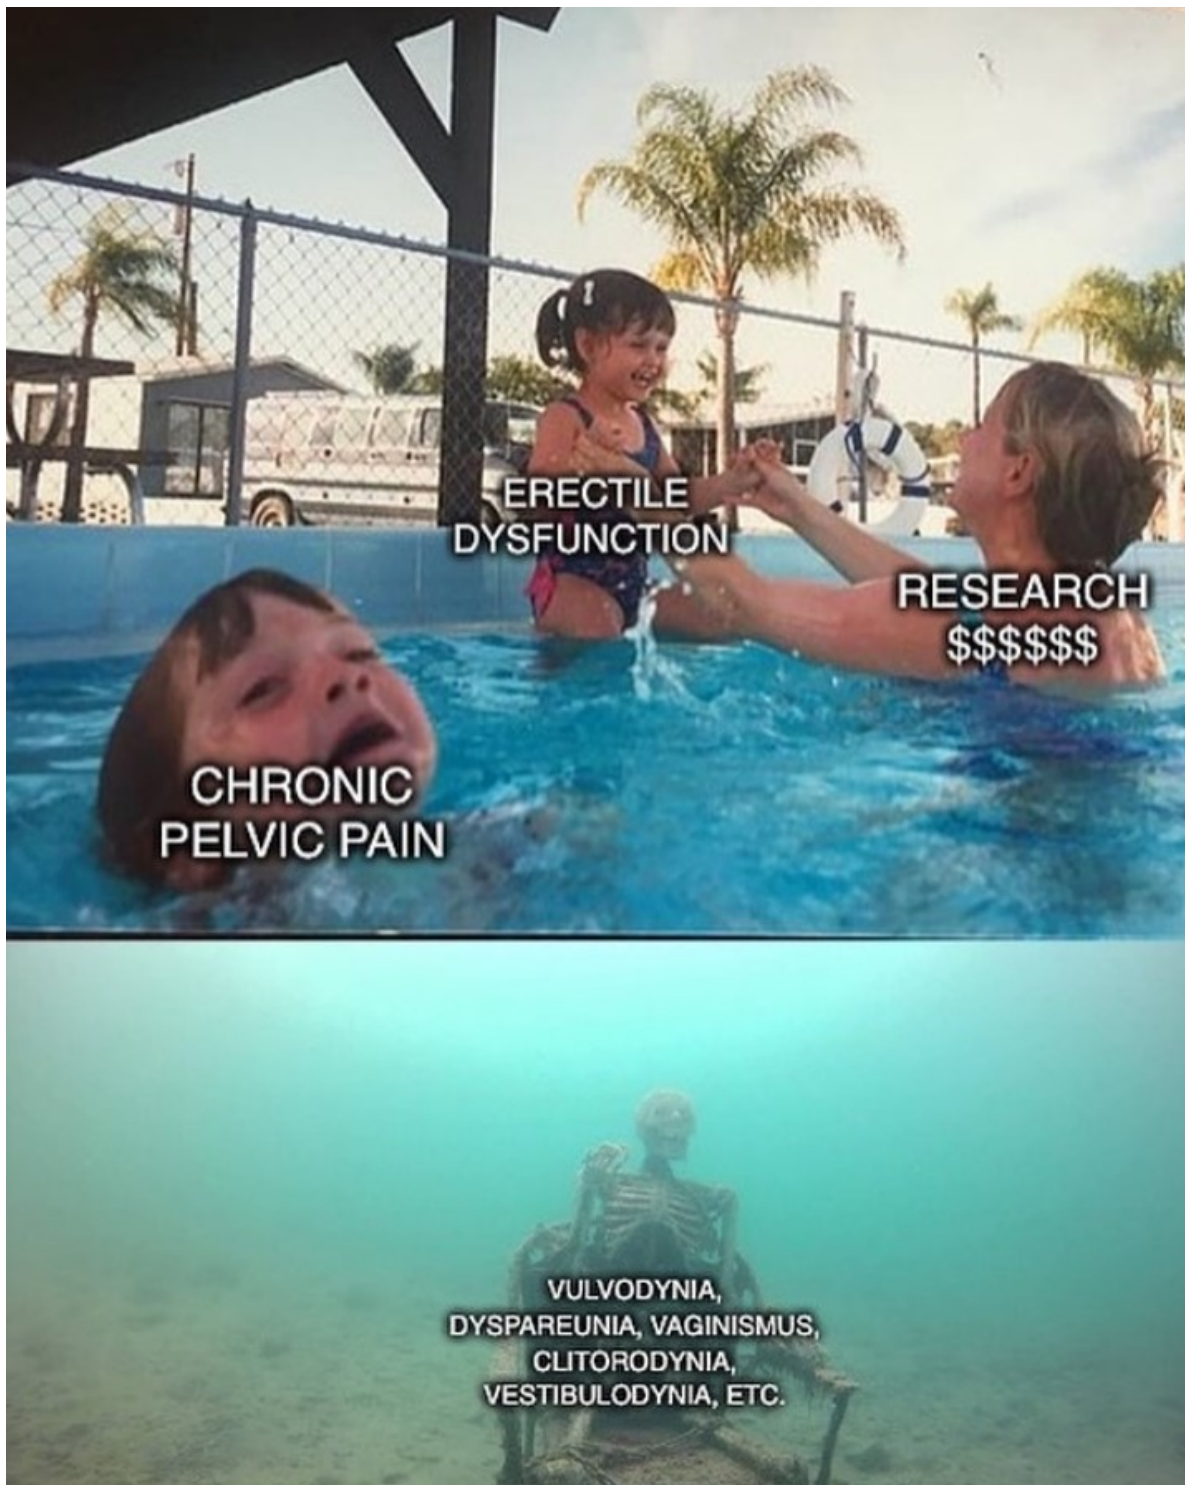 ERECTILE
DYSFUNCTION
RESEARCH
$$$$$$
CHRONIC
PELVIC PAIN
VULVODYNIA,
DYSPAREUNIA, VAGINISMUS,
CLITORODYNIA,
VESTIBULODYNIA, ETC.